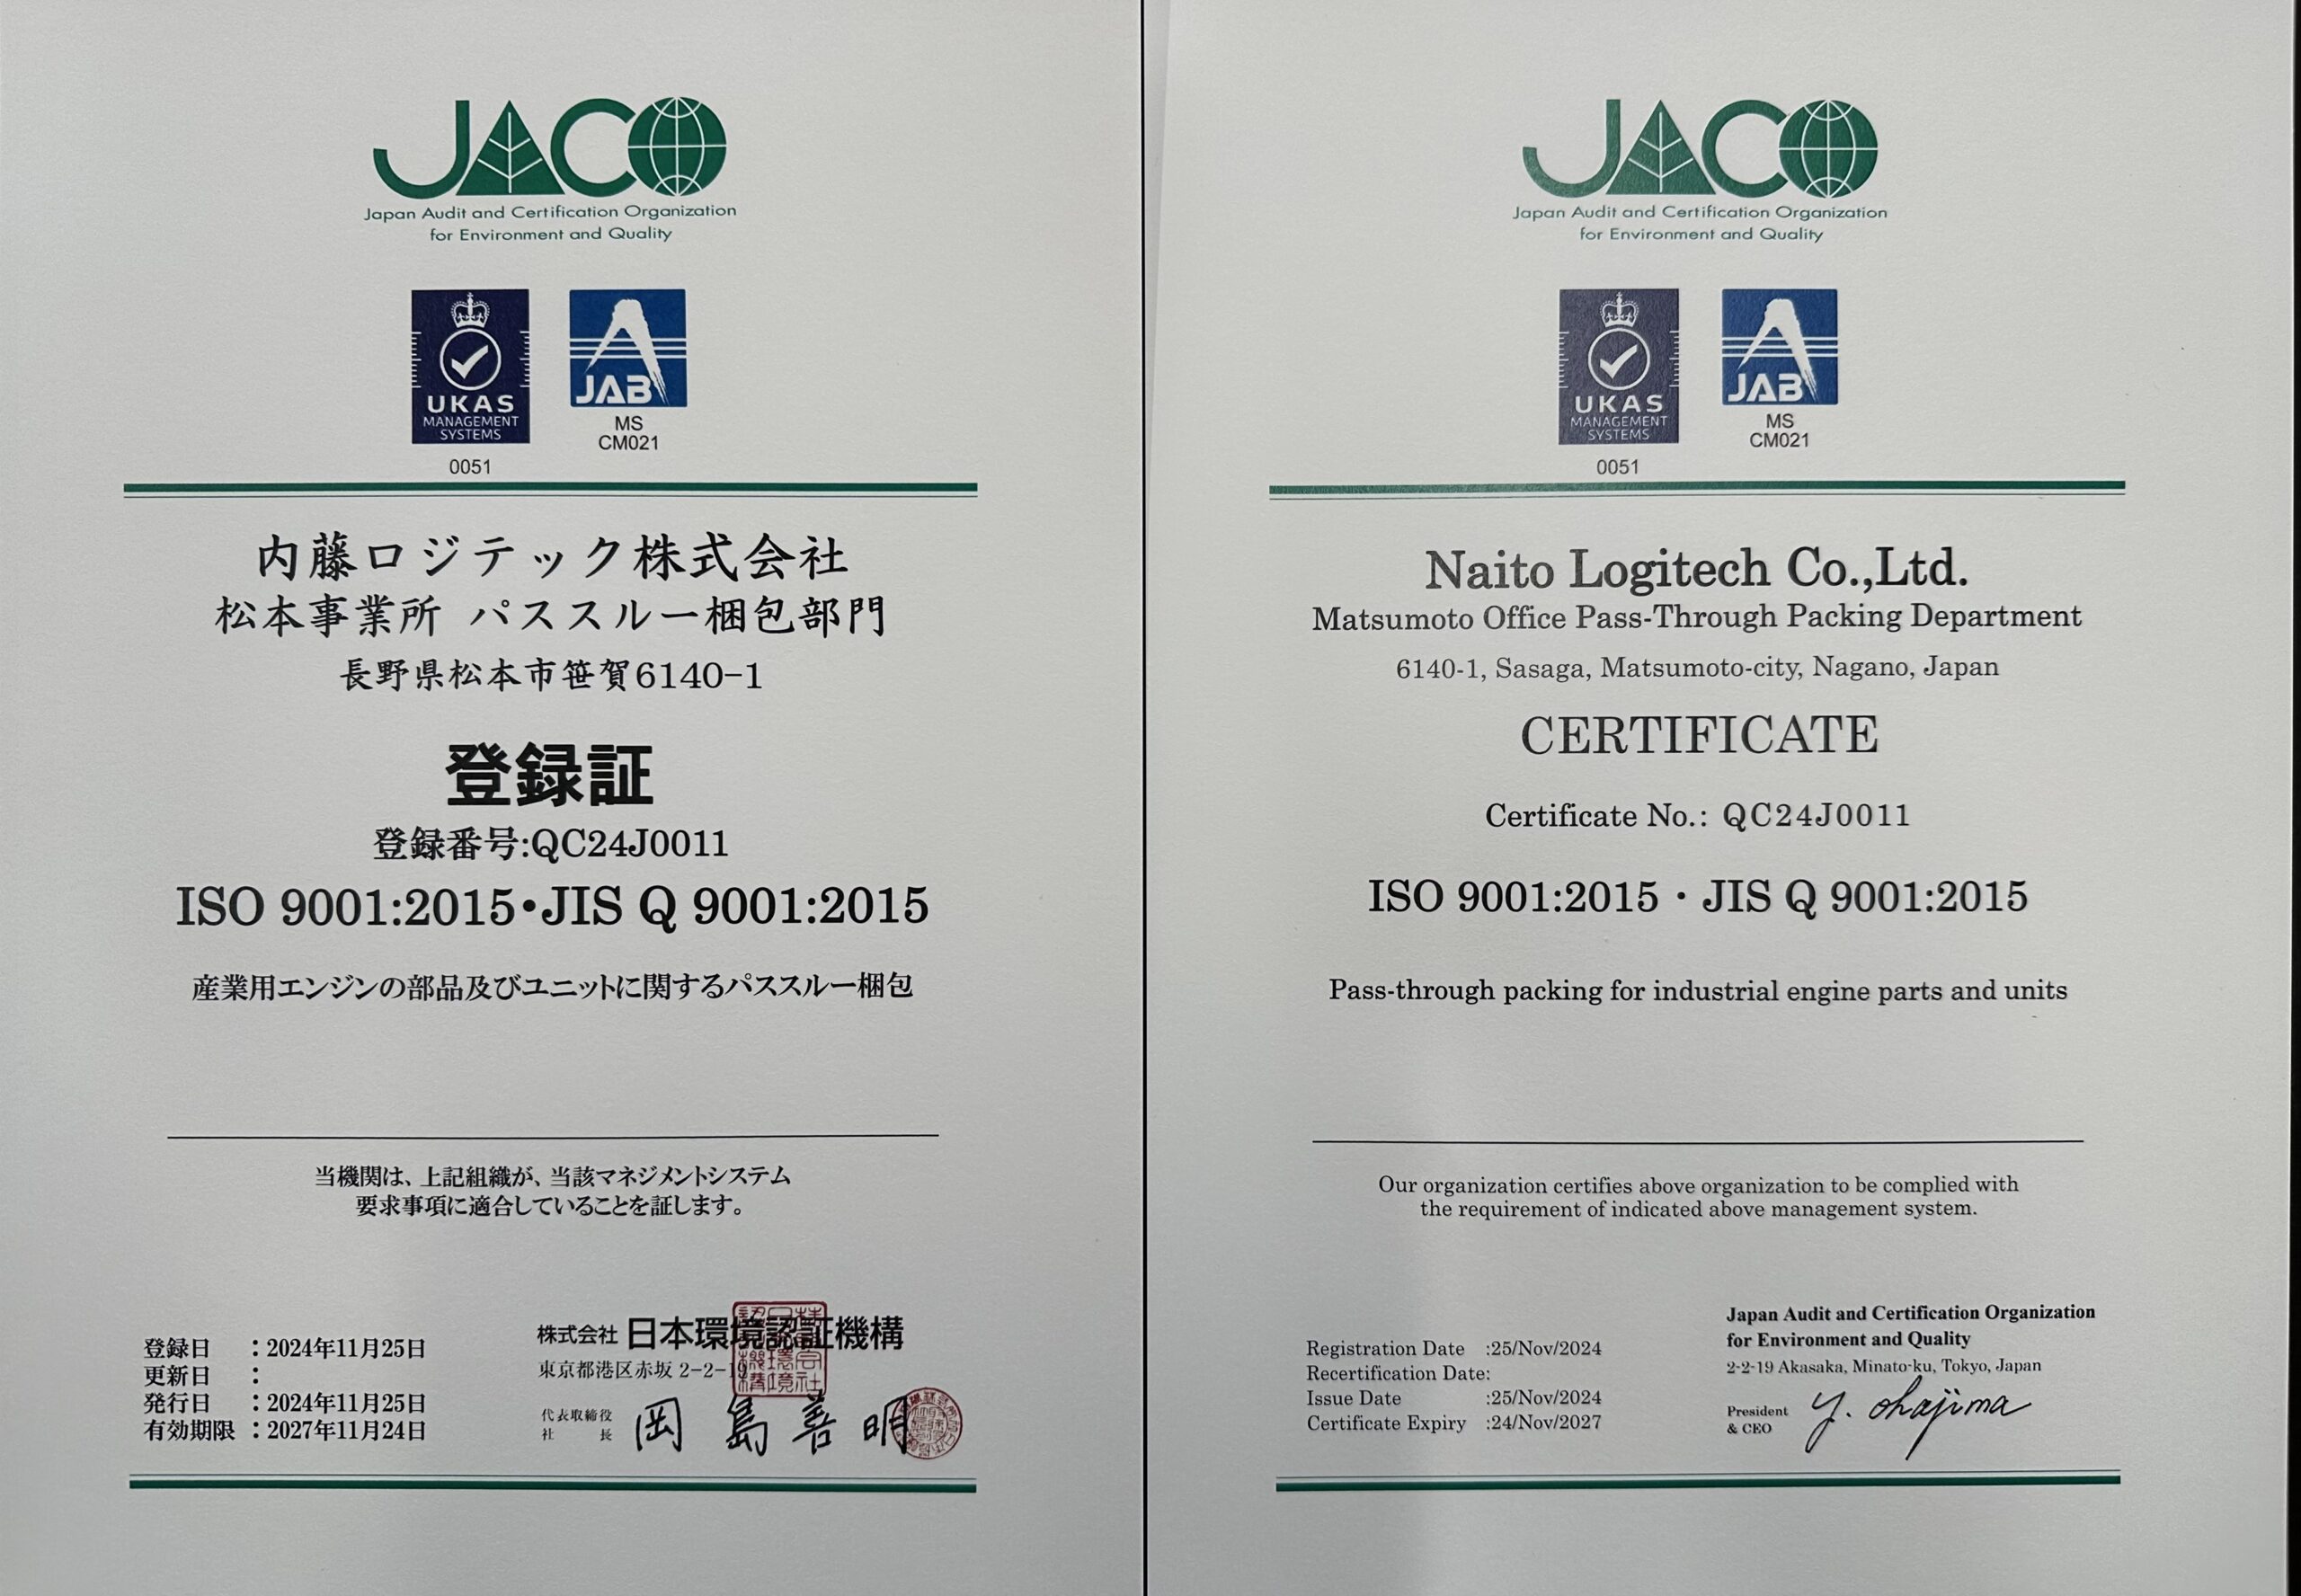 JACO
Japan Audit and Certification Organization
for Environment and Quality
UKAS
MANAGEMENT
SYSTEMS
0051
JAB
MS
CM021
内藤ロジテック株式会社
松本事業所 パススルー梱包部門
長野県松本市笹賀6140-1
登録証
登録番号:QC24J0011
ISO 9001:2015・JIS Q 9001:2015
産業用エンジンの部品及びユニットに関するパススルー梱包
当機関は、上記組織が、当該マネジメントシステム
要求事項に適合していることを証します。
登録日 :2024年11月25日
更新日 :
発行日 :2024年11月25日
有効期限 :2027年11月24日
株式会社 日本環境認証機構
東京都港区赤坂 2-2-19
代表取締役
社長 岡島善明
JACO
Japan Audit and Certification Organization
for Environment and Quality
UKAS
MANAGEMENT
SYSTEMS
0051
JAB
MS
CM021
Naito Logitech Co.,Ltd.
Matsumoto Office Pass-Through Packing Department
6140-1, Sasaga, Matsumoto-city, Nagano, Japan
CERTIFICATE
Certificate No.: QC24J0011
ISO 9001:2015・JIS Q 9001:2015
Pass-through packing for industrial engine parts and units
Our organization certifies above organization to be complied with
the requirement of indicated above management system.
Registration Date :25/Nov/2024
Recertification Date:
Issue Date :25/Nov/2024
Certificate Expiry :24/Nov/2027
Japan Audit and Certification Organization
for Environment and Quality
2-2-19 Akasaka, Minato-ku, Tokyo, Japan
President
& CEO
Y. Ohajima